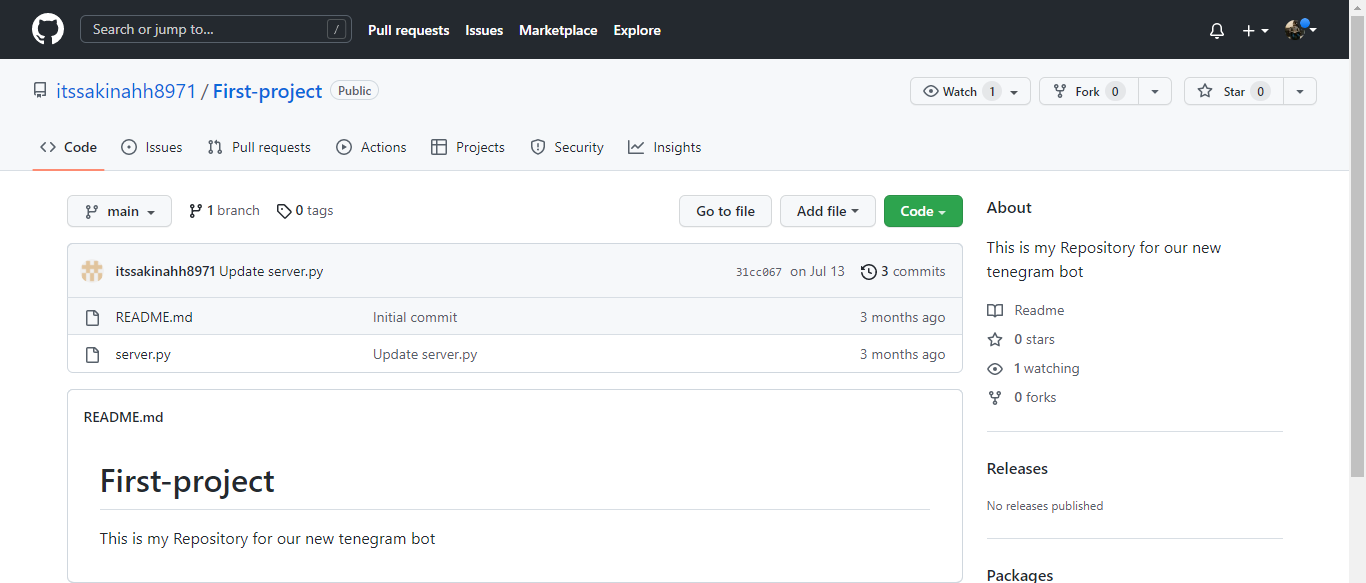 Search or jump to... / Pull requests Issues Marketplace Explore
itssakinahh8971 / First-project Public Watch 1 Fork 0 Star 0
Code Issues Pull requests Actions Projects Security Insights
main 1 branch 0 tags Go to file Add file Code
itssakinahh8971 Update server.py 31cc067 on Jul 13 3 commits
README.md Initial commit 3 months ago
server.py Update server.py 3 months ago
README.md
First-project
This is my Repository for our new tenegram bot
About
This is my Repository for our new
tenegram bot
Readme
0 stars
1 watching
0 forks
Releases
No releases published
Packages